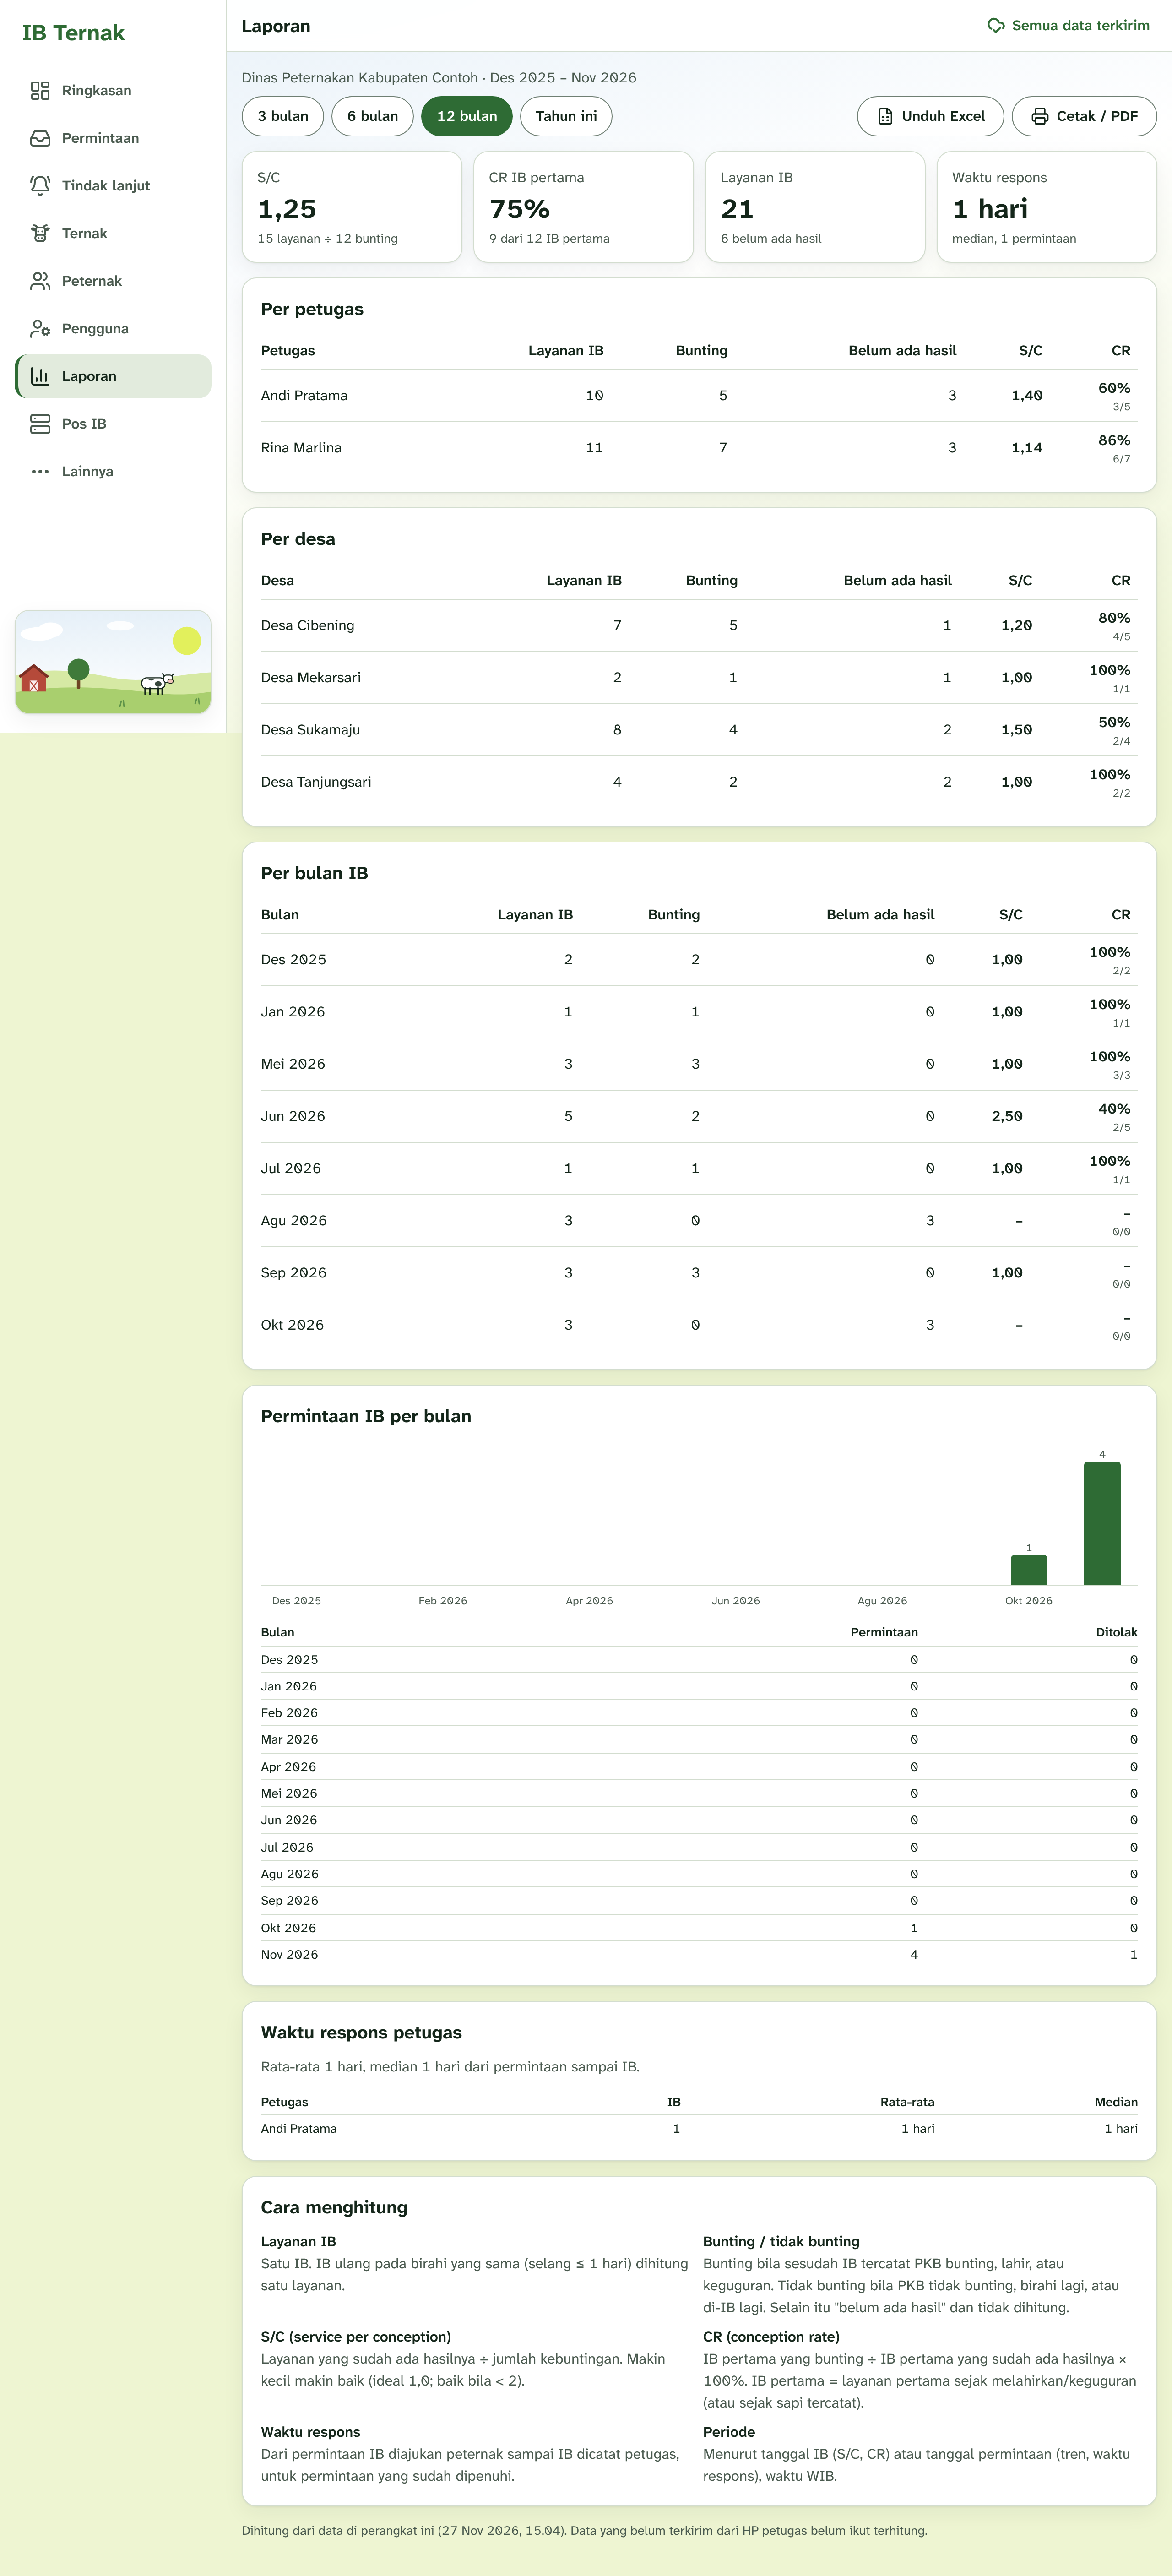 IB Ternak
Ringkasan
Permintaan
Tindak lanjut
Ternak
Peternak
Pengguna
Laporan
Pos IB
Lainnya
Laporan
Semua data terkirim
Dinas Peternakan Kabupaten Contoh · Des 2025 – Nov 2026
3 bulan 6 bulan 12 bulan Tahun ini Unduh Excel Cetak / PDF
S/C
1,25
15 layanan ÷ 12 bunting
CR IB pertama
75%
9 dari 12 IB pertama
Layanan IB
21
6 belum ada hasil
Waktu respons
1 hari
median, 1 permintaan
Per petugas
Petugas Layanan IB Bunting Belum ada hasil S/C CR
Andi Pratama 10 5 3 1,40 60%
3/5
Rina Marlina 11 7 3 1,14 86%
6/7
Per desa
Desa Layanan IB Bunting Belum ada hasil S/C CR
Desa Cibening 7 5 1 1,20 80%
4/5
Desa Mekarsari 2 1 1 1,00 100%
1/1
Desa Sukamaju 8 4 2 1,50 50%
2/4
Desa Tanjungsari 4 2 2 1,00 100%
2/2
Per bulan IB
Bulan Layanan IB Bunting Belum ada hasil S/C CR
Des 2025 2 2 0 1,00 100%
2/2
Jan 2026 1 1 0 1,00 100%
1/1
Mei 2026 3 3 0 1,00 100%
3/3
Jun 2026 5 2 0 2,50 40%
2/5
Jul 2026 1 1 0 1,00 100%
1/1
Agu 2026 3 0 3 – –
0/0
Sep 2026 3 3 0 1,00 –
0/0
Okt 2026 3 0 3 – –
0/0
Permintaan IB per bulan
4
1
Des 2025 Feb 2026 Apr 2026 Jun 2026 Agu 2026 Okt 2026
Bulan Permintaan Ditolak
Des 2025 0 0
Jan 2026 0 0
Feb 2026 0 0
Mar 2026 0 0
Apr 2026 0 0
Mei 2026 0 0
Jun 2026 0 0
Jul 2026 0 0
Agu 2026 0 0
Sep 2026 0 0
Okt 2026 1 0
Nov 2026 4 1
Waktu respons petugas
Rata-rata 1 hari, median 1 hari dari permintaan sampai IB.
Petugas IB Rata-rata Median
Andi Pratama 1 1 hari 1 hari
Cara menghitung
Layanan IB
Satu IB. IB ulang pada birahi yang sama (selang ≤ 1 hari) dihitung
satu layanan.
Bunting / tidak bunting
Bunting bila sesudah IB tercatat PKB bunting, lahir, atau
keguguran. Tidak bunting bila PKB tidak bunting, birahi lagi, atau
di-IB lagi. Selain itu "belum ada hasil" dan tidak dihitung.
S/C (service per conception)
Layanan yang sudah ada hasilnya ÷ jumlah kebuntingan. Makin
kecil makin baik (ideal 1,0; baik bila < 2).
CR (conception rate)
IB pertama yang bunting ÷ IB pertama yang sudah ada hasilnya ×
100%. IB pertama = layanan pertama sejak melahirkan/keguguran
(atau sejak sapi tercatat).
Waktu respons
Dari permintaan IB diajukan peternak sampai IB dicatat petugas,
untuk permintaan yang sudah dipenuhi.
Periode
Menurut tanggal IB (S/C, CR) atau tanggal permintaan (tren, waktu
respons), waktu WIB.
Dihitung dari data di perangkat ini (27 Nov 2026, 15.04). Data yang belum terkirim dari HP petugas belum ikut terhitung.